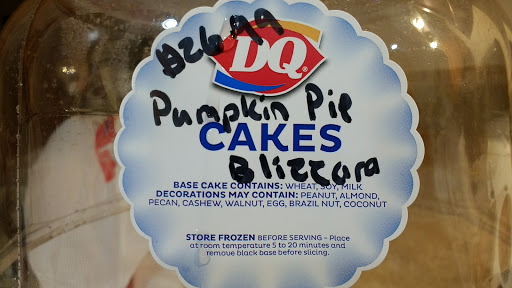 $26.99
DQ
Pumpkin Pie
CAKES
Blizzard
BASE CAKE CONTAINS: WHEAT, SOY, MILK
DECORATIONS MAY CONTAIN: PEANUT, ALMOND,
PECAN, CASHEW, WALNUT, EGG, BRAZIL NUT, COCONUT
STORE FROZEN BEFORE SERVING – Place
at room temperature 5 to 20 minutes and
remove black base before slicing.